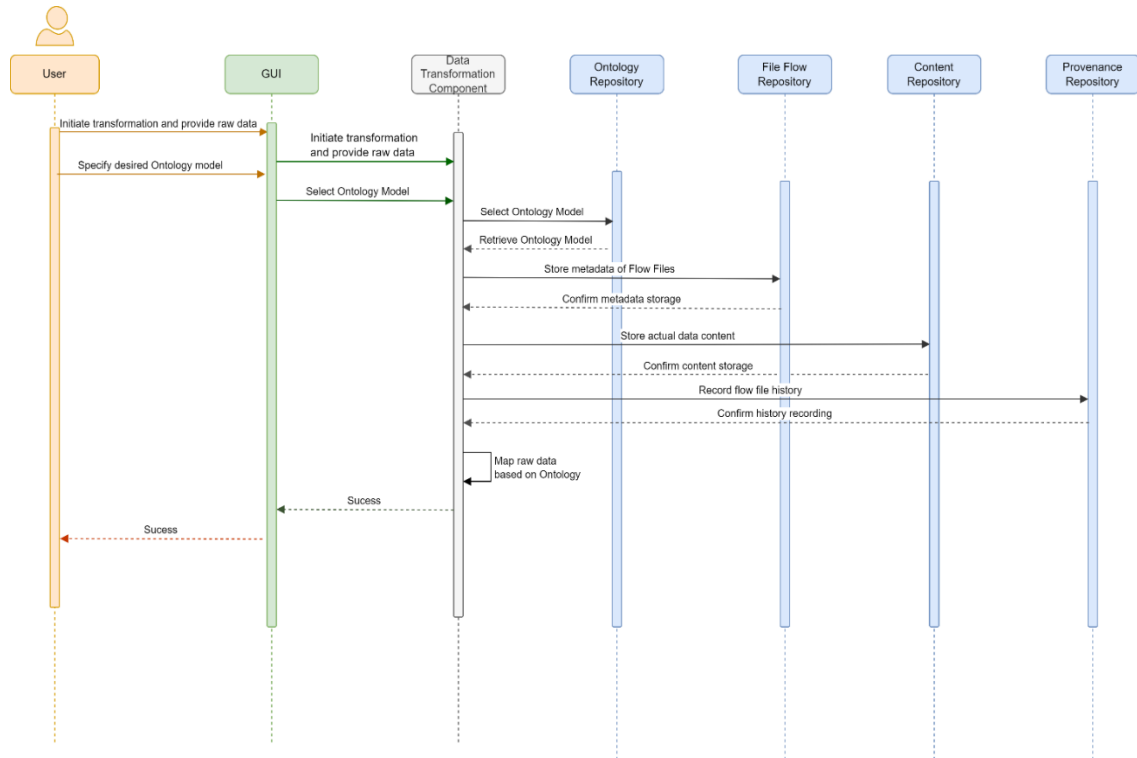 User
GUI
Data
Transformation
Component
Ontology
Repository
File Flow
Repository
Content
Repository
Provenance
Repository
Initiate transformation and provide raw data
Initiate transformation
and provide raw data
Specify desired Ontology model
Select Ontology Model
Select Ontology Model
Retrieve Ontology Model
Store metadata of Flow Files
Confirm metadata storage
Store actual data content
Confirm content storage
Record flow file history
Confirm history recording
Map raw data
based on Ontology
Sucess
Sucess